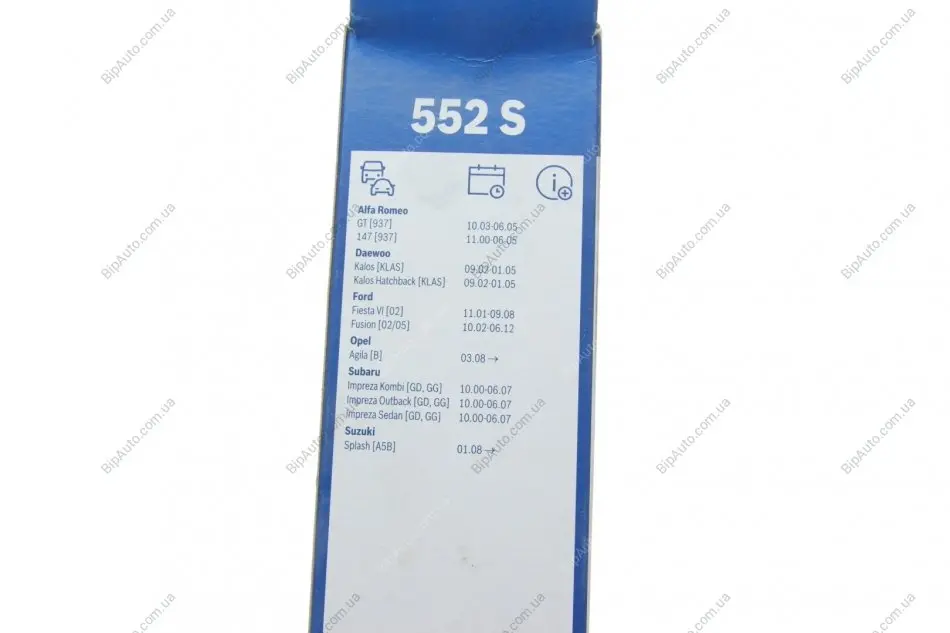 552 S
Alfa Romeo
GT [937] 10.03-06.05
147 [937] 11.00-06.05
Daewoo
Kalos [KLAS] 09.03-01.05
Kalos Hatchback [KLAS] 09.02-01.05
Ford
Fiesta VI [02] 11.01-09.08
Fusion [02/05] 10.02-06.12
Opel
Agila [B] 03.08 →
Subaru
Impreza Kombi [GD, GG] 10.00-06.07
Impreza Outback [GD, GG] 10.00-06.07
Impreza Sedan [GD, GG] 10.00-06.07
Suzuki
Splash [A5B] 01.08 →
BipAuto.com.ua